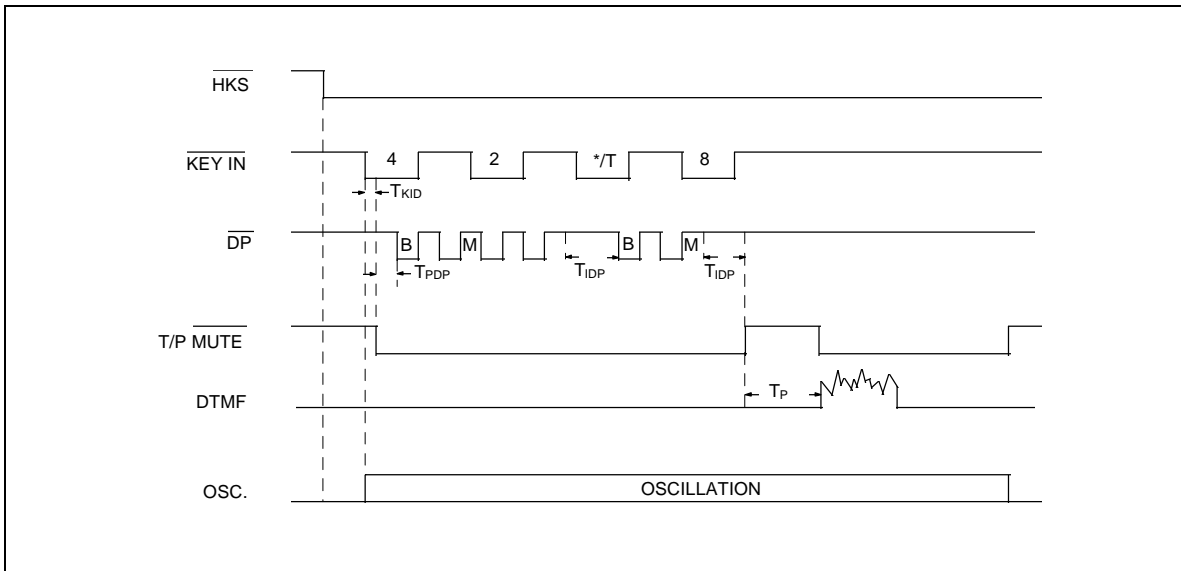 HKS
KEY IN 4 2 */T 8
TKID
DP B M B M
TPDP TIDP TIDP
T/P MUTE
DTMF TP
OSC. OSCILLATION